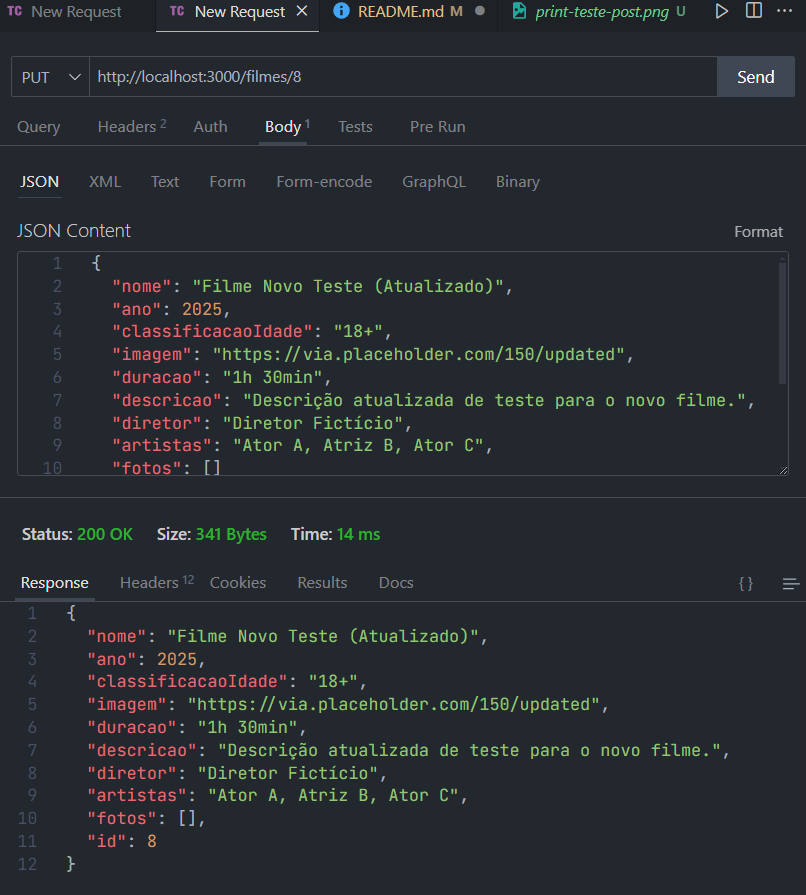 TC New Request TC New Request × README.md M print-teste-post.png U
PUT http://localhost:3000/filmes/8 Send
Query Headers 2 Auth Body 1 Tests Pre Run
JSON XML Text Form Form-encode GraphQL Binary
JSON Content Format
1 {
2 "nome": "Filme Novo Teste (Atualizado)",
3 "ano": 2025,
4 "classificacaoIdade": "18+",
5 "imagem": "https://via.placeholder.com/150/updated",
6 "duracao": "1h 30min",
7 "descricao": "Descrição atualizada de teste para o novo filme.",
8 "diretor": "Diretor Fictício",
9 "artistas": "Ator A, Atriz B, Ator C",
10 "fotos": []
Status: 200 OK Size: 341 Bytes Time: 14 ms
Response Headers 12 Cookies Results Docs { }
1 {
2 "nome": "Filme Novo Teste (Atualizado)",
3 "ano": 2025,
4 "classificacaoIdade": "18+",
5 "imagem": "https://via.placeholder.com/150/updated",
6 "duracao": "1h 30min",
7 "descricao": "Descrição atualizada de teste para o novo filme.",
8 "diretor": "Diretor Fictício",
9 "artistas": "Ator A, Atriz B, Ator C",
10 "fotos": [],
11 "id": 8
12 }